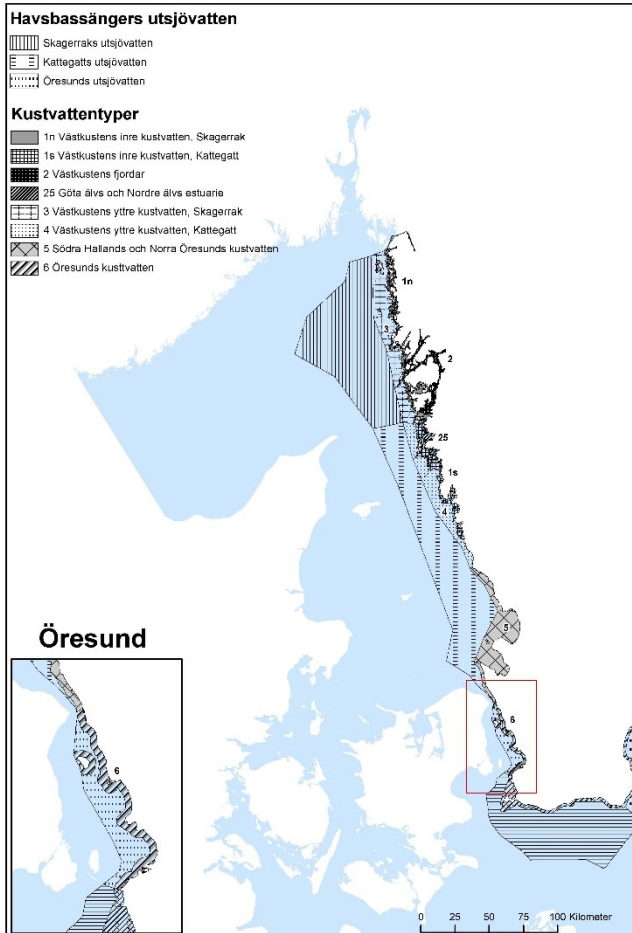 Havsbassängers utsjövatten
Skagerraks utsjövatten
Kattegatts utsjövatten
Öresunds utsjövatten
Kustvattentyper
1n Västkustens inre kustvatten, Skagerrak
1s Västkustens inre kustvatten, Kattegatt
2 Västkustens fjordar
25 Göta älvs och Nordre älvs estuarie
3 Västkustens yttre kustvatten, Skagerrak
4 Västkustens yttre kustvatten, Kattegatt
5 Södra Hallands och Norra Öresunds kustvatten
6 Öresunds kusttvatten
1n
3
2
25
1s
4
5
Öresund
6
6
0 25 50 75 100 Kilometer